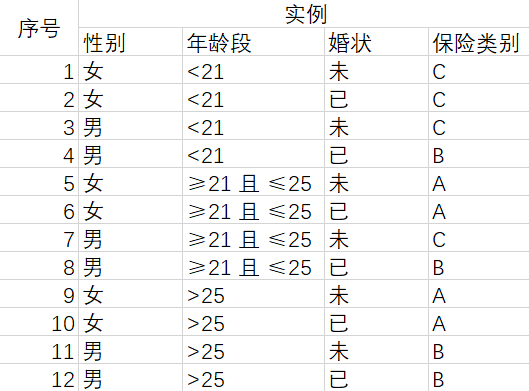 序号 实例
性别 年龄段 婚状 保险类别
1 女 <21 未 C
2 女 <21 已 C
3 男 <21 未 C
4 男 <21 已 B
5 女 ≥21 且 ≤25 未 A
6 女 ≥21 且 ≤25 已 A
7 男 ≥21 且 ≤25 未 C
8 男 ≥21 且 ≤25 已 B
9 女 >25 未 A
10 女 >25 已 A
11 男 >25 未 B
12 男 >25 已 B